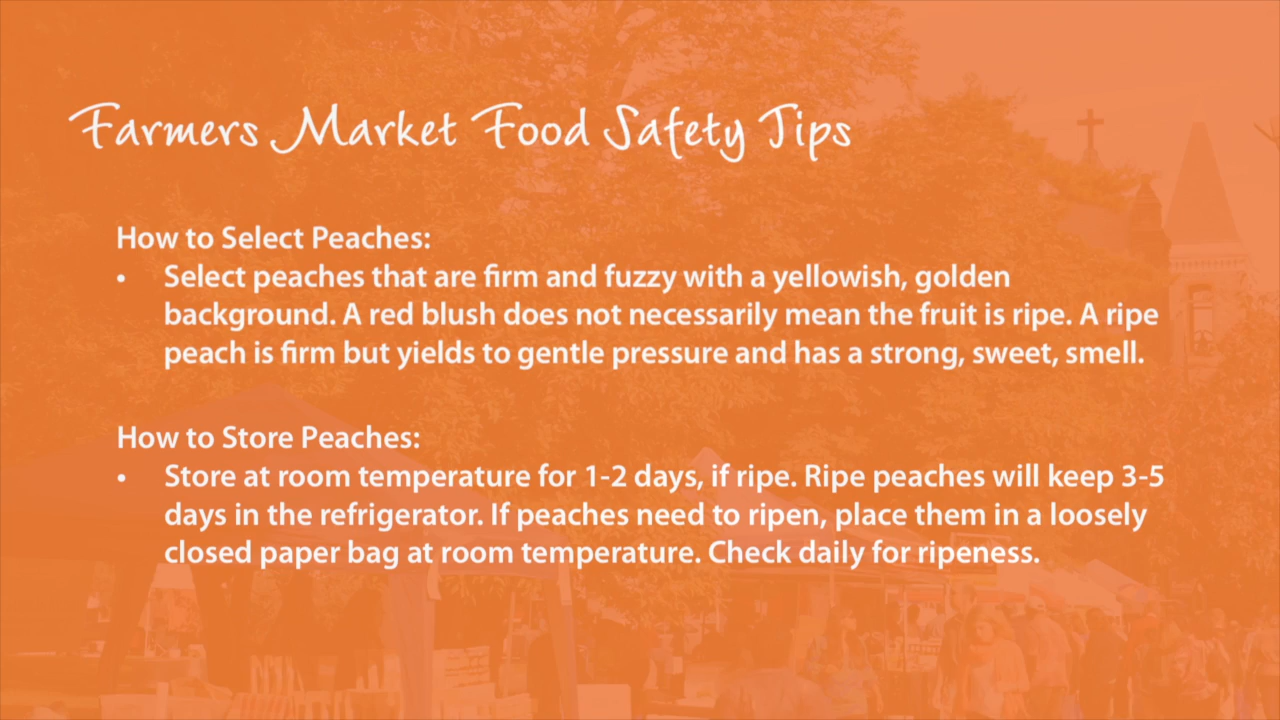 Farmers Market Food Safety Tips
How to Select Peaches:
• Select peaches that are firm and fuzzy with a yellowish, golden
background. A red blush does not necessarily mean the fruit is ripe. A ripe
peach is firm but yields to gentle pressure and has a strong, sweet, smell.
How to Store Peaches:
• Store at room temperature for 1-2 days, if ripe. Ripe peaches will keep 3-5
days in the refrigerator. If peaches need to ripen, place them in a loosely
closed paper bag at room temperature. Check daily for ripeness.